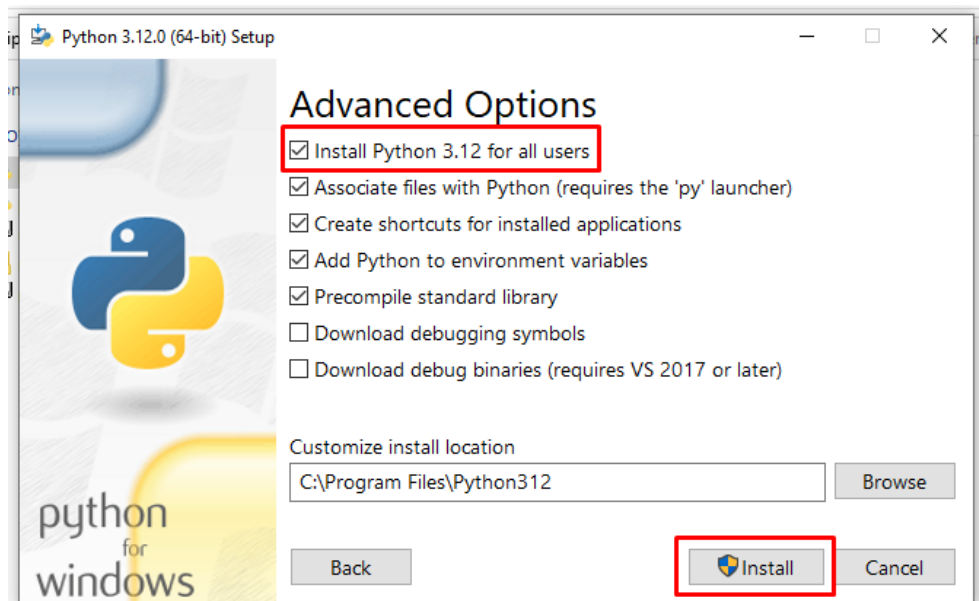 Python 3.12.0 (64-bit) Setup
Advanced Options
Install Python 3.12 for all users
Associate files with Python (requires the 'py' launcher)
Create shortcuts for installed applications
Add Python to environment variables
Precompile standard library
Download debugging symbols
Download debug binaries (requires VS 2017 or later)
Customize install location
C:\Program Files\Python312
Browse
python
for
windows
Back
Install
Cancel